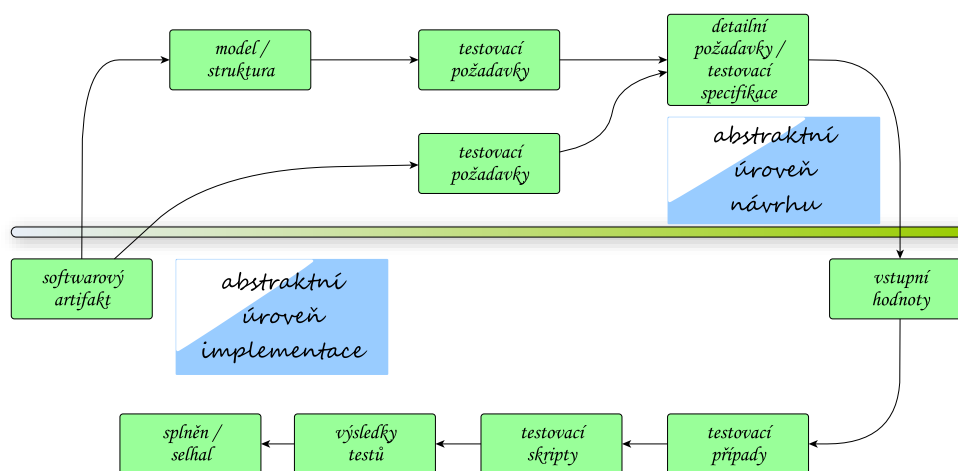 model /
struktura
testovací
požadavky
detailní
požadavky /
testovací
specifikace
testovací
požadavky
abstraktní
úroveň
návrhu
softwarový
artifakt
abstraktní
úroveň
implementace
vstupní
hodnoty
splněn /
selhal
výsledky
testů
testovací
skripty
testovací
případy